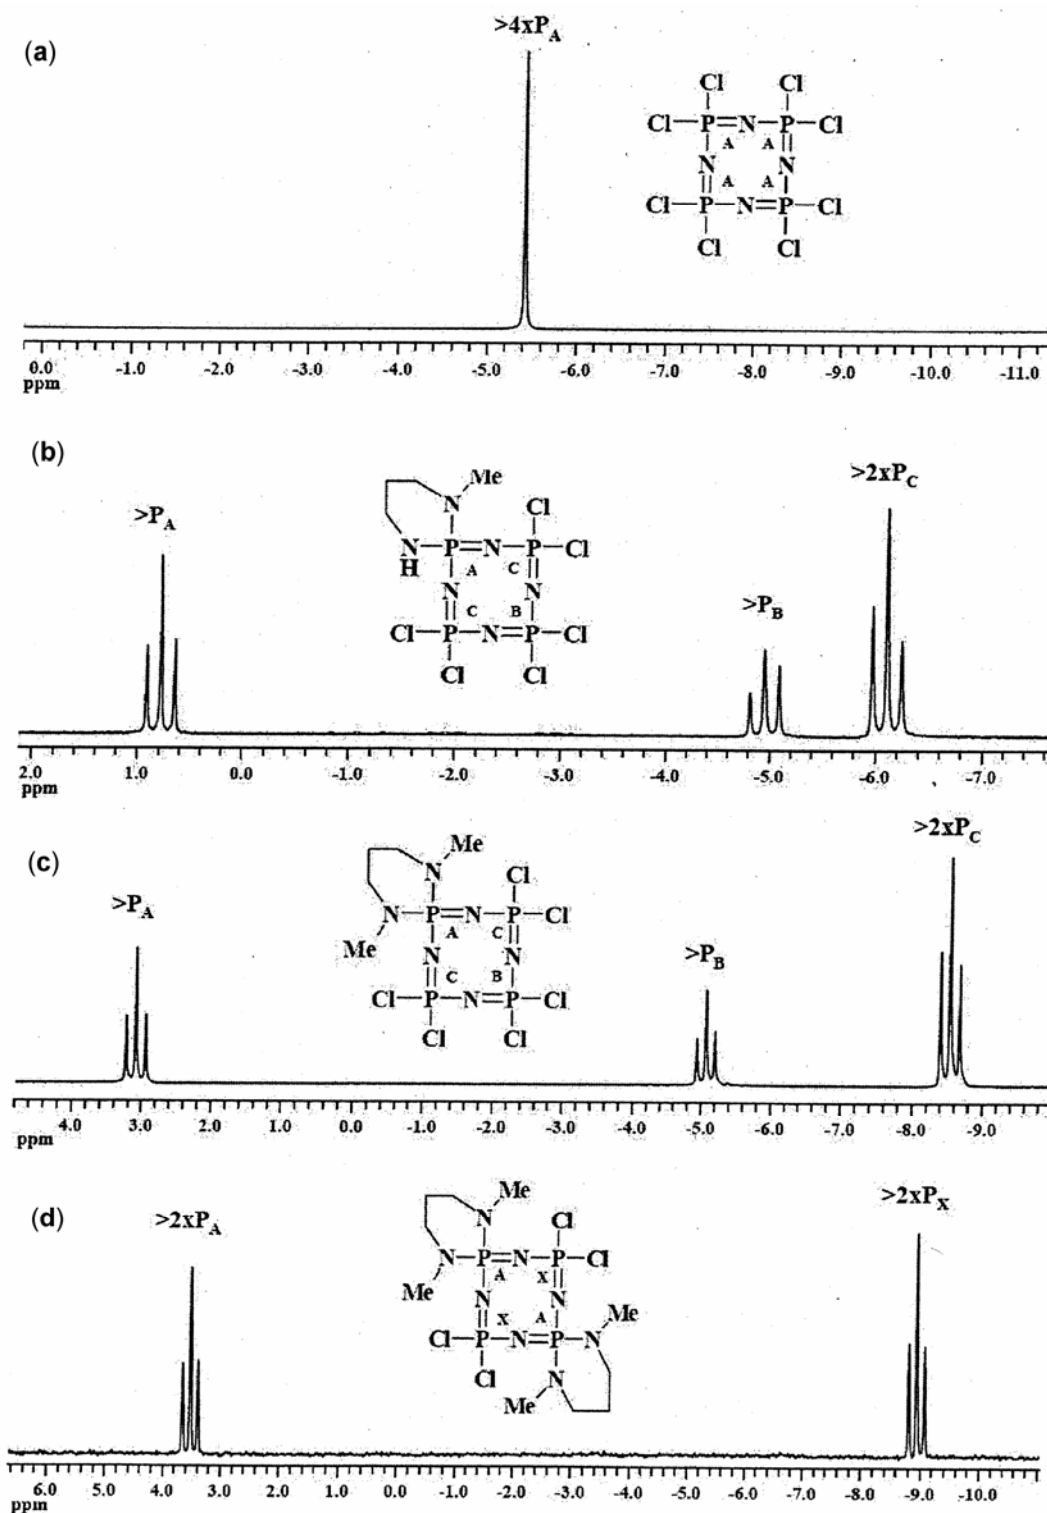 (a)
>4xP_A
Cl Cl
Cl P=N P Cl
A A
N N
A A
Cl P N=P Cl
Cl Cl
0.0 -1.0 -2.0 -3.0 -4.0 -5.0 -6.0 -7.0 -8.0 -9.0 -10.0 -11.0
ppm
(b)
>P_A
>P_B
>2xP_C
Me
N Cl
N P=N P Cl
H A C
N N
C B
Cl P N=P Cl
Cl Cl
2.0 1.0 0.0 -1.0 -2.0 -3.0 -4.0 -5.0 -6.0 -7.0
ppm
(c)
>P_A
>P_B
>2xP_C
Me
N Cl
N P=N P Cl
Me A C
N N
C B
Cl P N=P Cl
Cl Cl
4.0 3.0 2.0 1.0 0.0 -1.0 -2.0 -3.0 -4.0 -5.0 -6.0 -7.0 -8.0 -9.0
ppm
(d)
>2xP_A
>2xP_X
Me
N Cl
N P=N P Cl
Me A X
N N Me
X A
Cl P N=P N
Cl N
Me
6.0 5.0 4.0 3.0 2.0 1.0 0.0 -1.0 -2.0 -3.0 -4.0 -5.0 -6.0 -7.0 -8.0 -9.0 -10.0
ppm